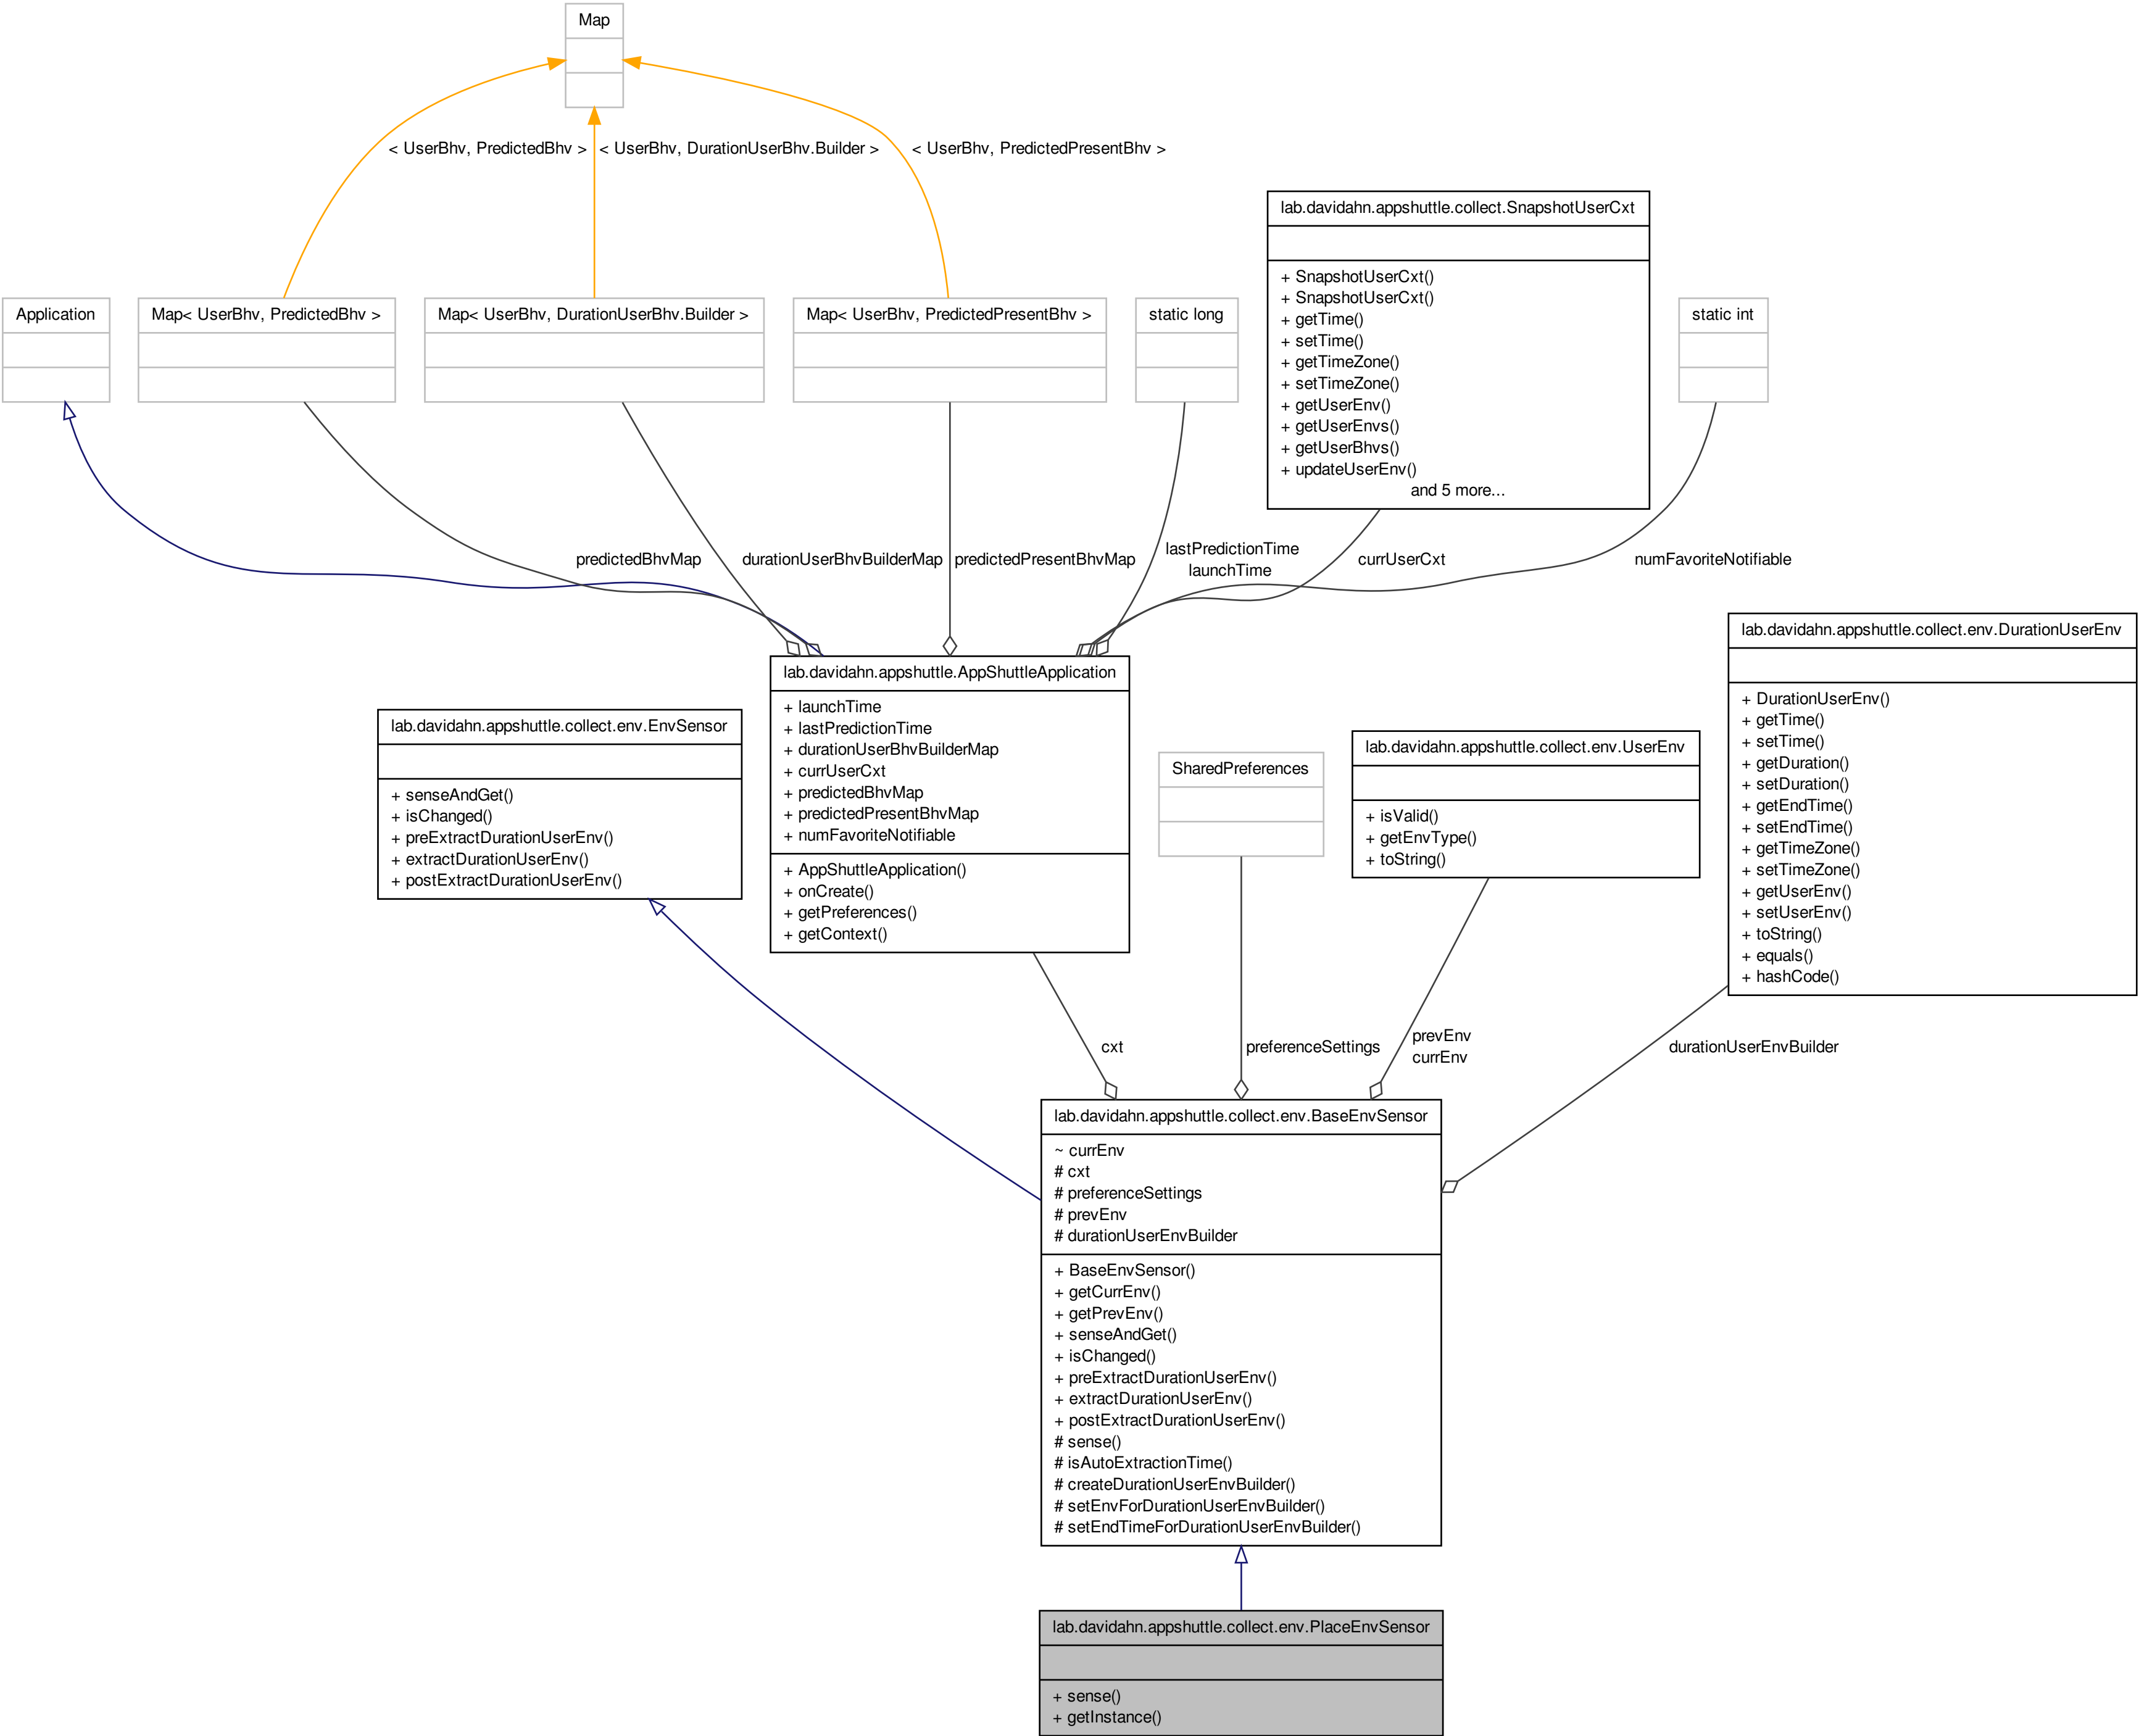 Map
< UserBhv, PredictedBhv >
< UserBhv, DurationUserBhv.Builder >
< UserBhv, PredictedPresentBhv >
lab.davidahn.appshuttle.collect.SnapshotUserCxt
+ SnapshotUserCxt()
+ SnapshotUserCxt()
+ getTime()
+ setTime()
+ getTimeZone()
+ setTimeZone()
+ getUserEnv()
+ getUserEnvs()
+ getUserBhvs()
+ updateUserEnv()
and 5 more...
Application
Map< UserBhv, PredictedBhv >
Map< UserBhv, DurationUserBhv.Builder >
Map< UserBhv, PredictedPresentBhv >
static long
static int
predictedBhvMap
durationUserBhvBuilderMap
predictedPresentBhvMap
lastPredictionTime
launchTime
currUserCxt
numFavoriteNotifiable
lab.davidahn.appshuttle.collect.env.EnvSensor
+ senseAndGet()
+ isChanged()
+ preExtractDurationUserEnv()
+ extractDurationUserEnv()
+ postExtractDurationUserEnv()
lab.davidahn.appshuttle.AppShuttleApplication
+ launchTime
+ lastPredictionTime
+ durationUserBhvBuilderMap
+ currUserCxt
+ predictedBhvMap
+ predictedPresentBhvMap
+ numFavoriteNotifiable
+ AppShuttleApplication()
+ onCreate()
+ getPreferences()
+ getContext()
SharedPreferences
lab.davidahn.appshuttle.collect.env.UserEnv
+ isValid()
+ getEnvType()
+ toString()
lab.davidahn.appshuttle.collect.env.DurationUserEnv
+ DurationUserEnv()
+ getTime()
+ setTime()
+ getDuration()
+ setDuration()
+ getEndTime()
+ setEndTime()
+ getTimeZone()
+ setTimeZone()
+ getUserEnv()
+ setUserEnv()
+ toString()
+ equals()
+ hashCode()
cxt
preferenceSettings
prevEnv
currEnv
durationUserEnvBuilder
lab.davidahn.appshuttle.collect.env.BaseEnvSensor
~ currEnv
# cxt
# preferenceSettings
# prevEnv
# durationUserEnvBuilder
+ BaseEnvSensor()
+ getCurrEnv()
+ getPrevEnv()
+ senseAndGet()
+ isChanged()
+ preExtractDurationUserEnv()
+ extractDurationUserEnv()
+ postExtractDurationUserEnv()
# sense()
# isAutoExtractionTime()
# createDurationUserEnvBuilder()
# setEnvForDurationUserEnvBuilder()
# setEndTimeForDurationUserEnvBuilder()
lab.davidahn.appshuttle.collect.env.PlaceEnvSensor
+ sense()
+ getInstance()